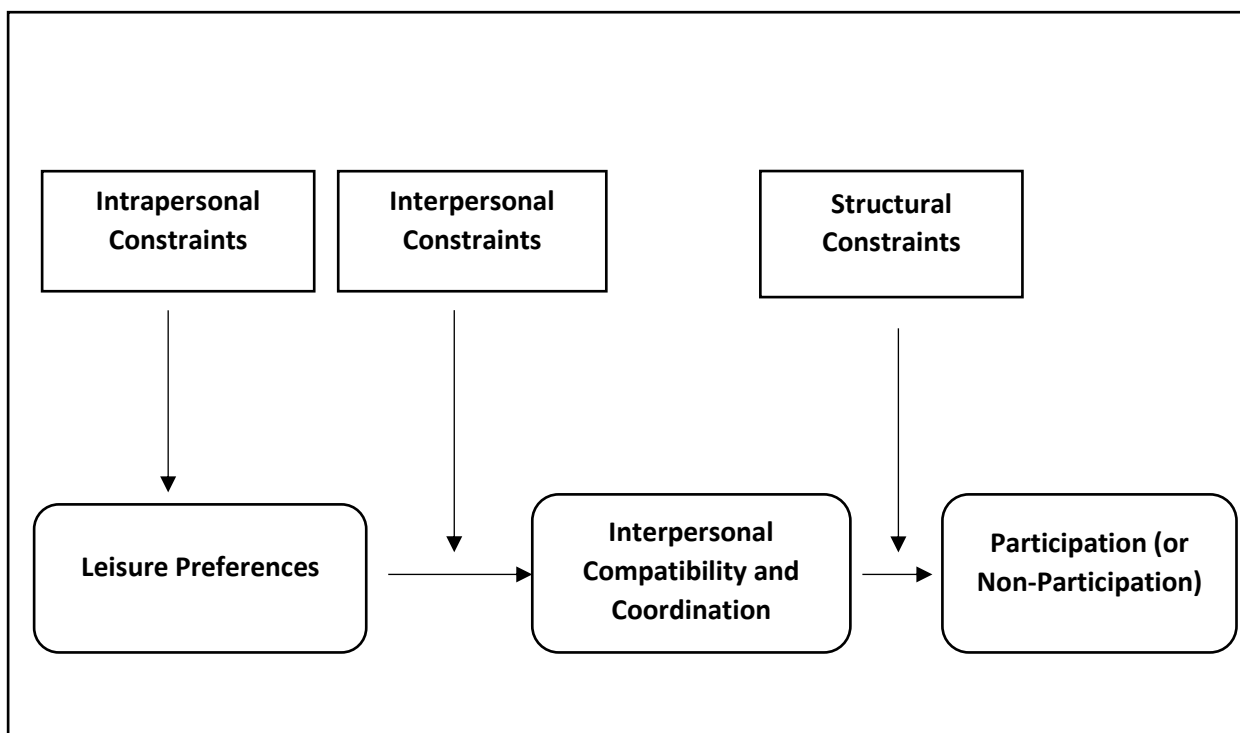 Intrapersonal
Constraints
Interpersonal
Constraints
Structural
Constraints
Leisure Preferences
Interpersonal
Compatibility and
Coordination
Participation (or
Non-Participation)